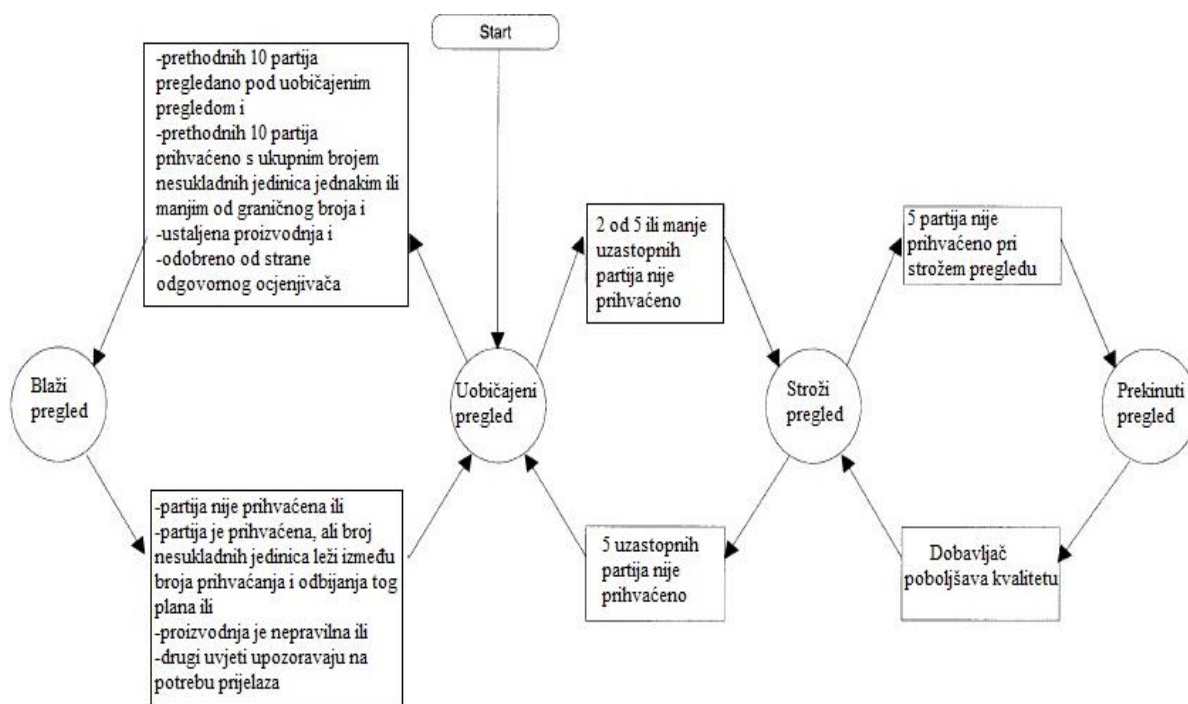 Start
-prethodnih 10 partija
pregledano pod uobičajenim
pregledom i
-prethodnih 10 partija
prihvaćeno s ukupnim brojem
nesukladnih jedinica jednakim ili
manjim od graničnog broja i
-ustaljena proizvodnja i
-odobreno od strane
odgovornog ocjenjivača
2 od 5 ili manje
uzastopnih
partija nije
prihvaćeno
5 partija nije
prihvaćeno pri
strožem pregledu
Blaži
pregled
Uobičajeni
pregled
Stroži
pregled
Prekinuti
pregled
-partija nije prihvaćena ili
-partija je prihvaćena, ali broj
nesukladnih jedinica leži između
broja prihvaćanja i odbijanja tog
plana ili
-proizvodnja je nepravilna ili
-drugi uvjeti upozoravaju na
potrebu prijelaza
5 uzastopnih
partija nije
prihvaćeno
Dobavljač
poboljšava kvalitetu